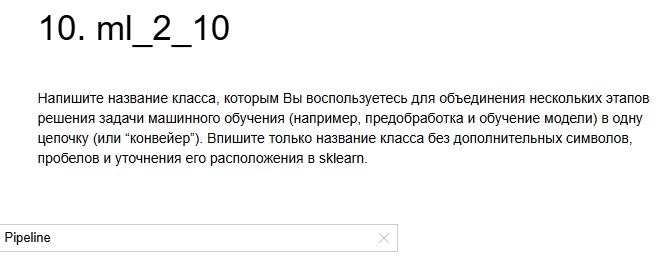 10. ml_2_10
Напишите название класса, которым Вы воспользуетесь для объединения нескольких этапов
решения задачи машинного обучения (например, предобработка и обучение модели) в одну
цепочку (или “конвейер”). Впишите только название класса без дополнительных символов,
пробелов и уточнения его расположения в sklearn.
Pipeline